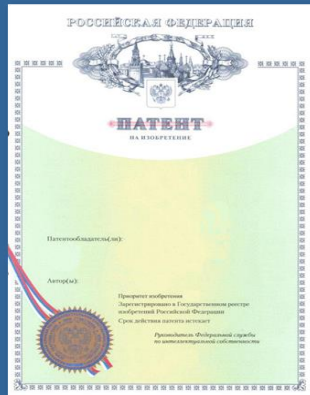 РОССИЙСКАЯ ФЕДЕРАЦИЯ
ПАТЕНТ
НА ИЗОБРЕТЕНИЕ
Патентообладатель(ли):
Автор(ы):
Приоритет изобретения
Зарегистрировано в Государственном реестре
изобретений Российской Федерации
Срок действия патента истекает
Руководитель Федеральной службы
по интеллектуальной собственности